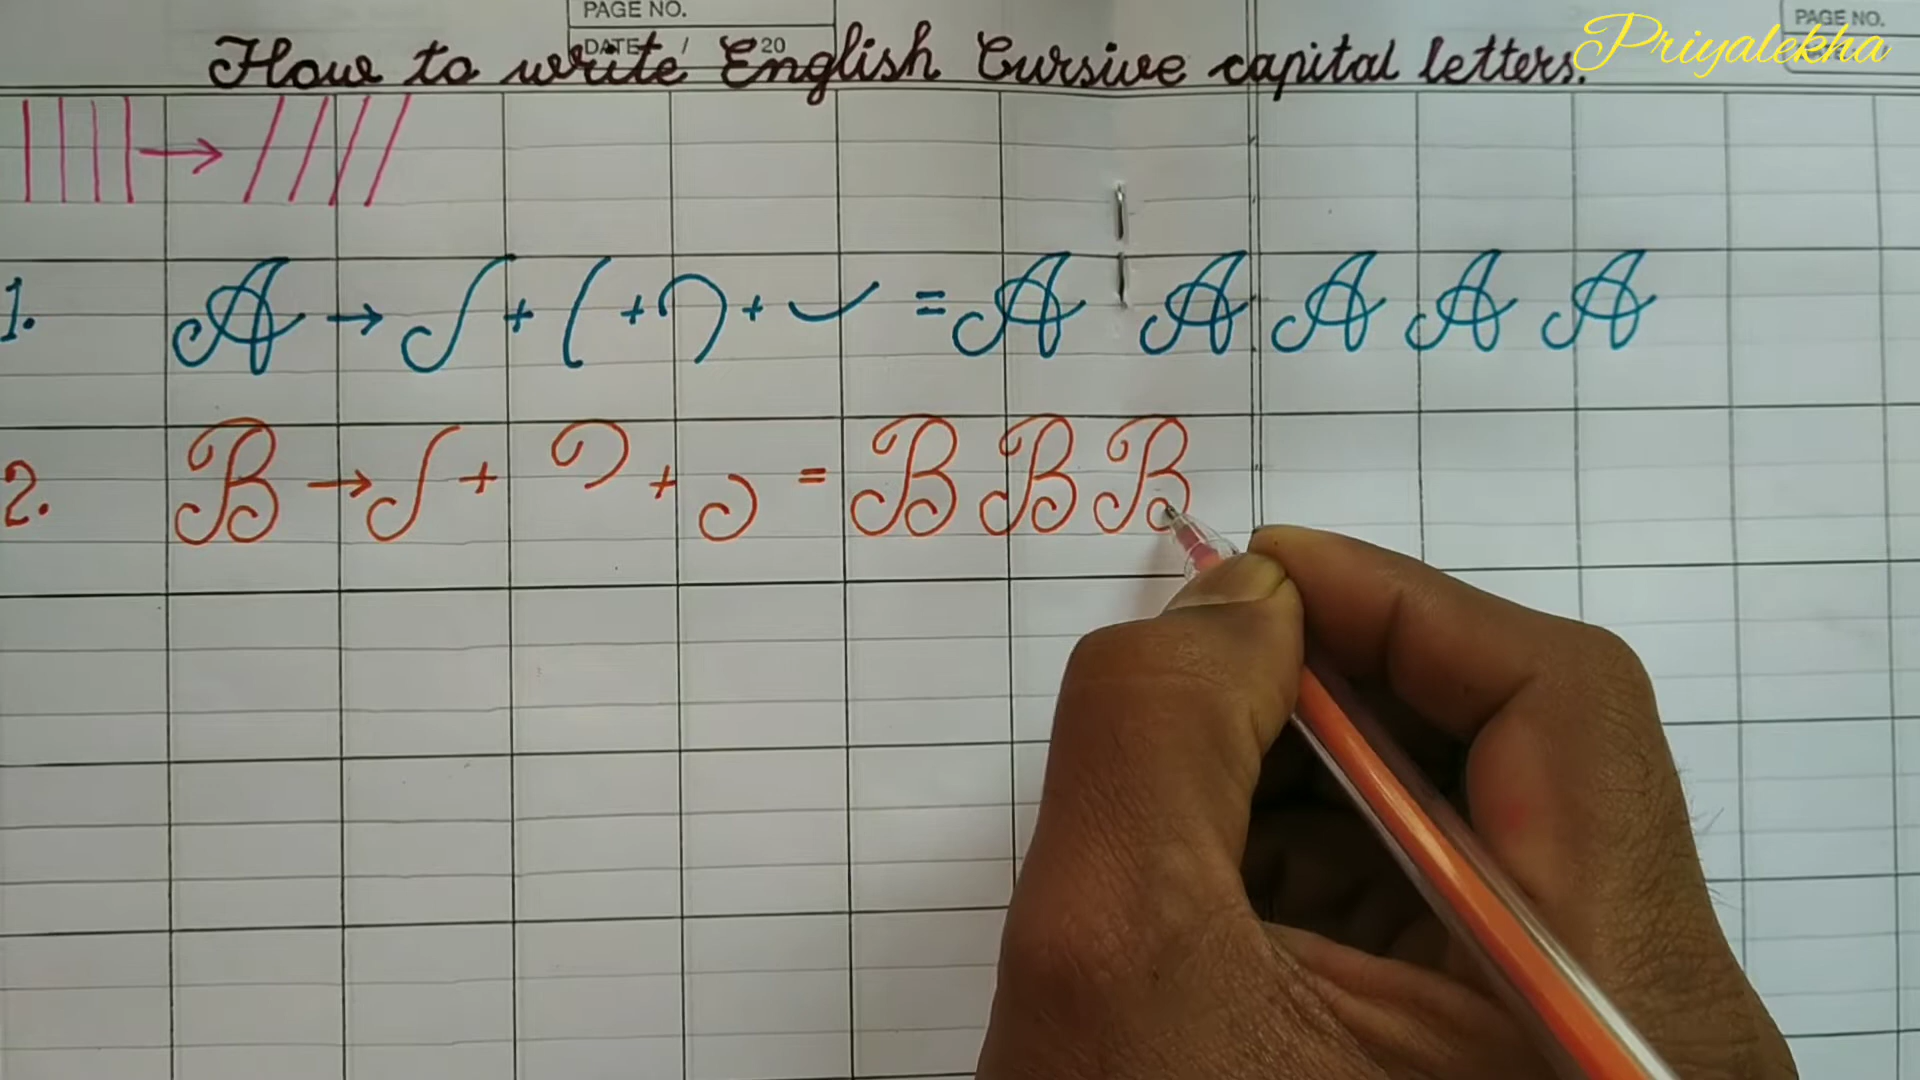 PAGE NO.
DATE / 20
PAGE NO.
Priyalekha
How to write English Cursive capital letters.
1. A → ʃ + ( + ⊃ + ⌣ = A A A A A
2. B → ʃ + ⊃ + ͻ = B B B